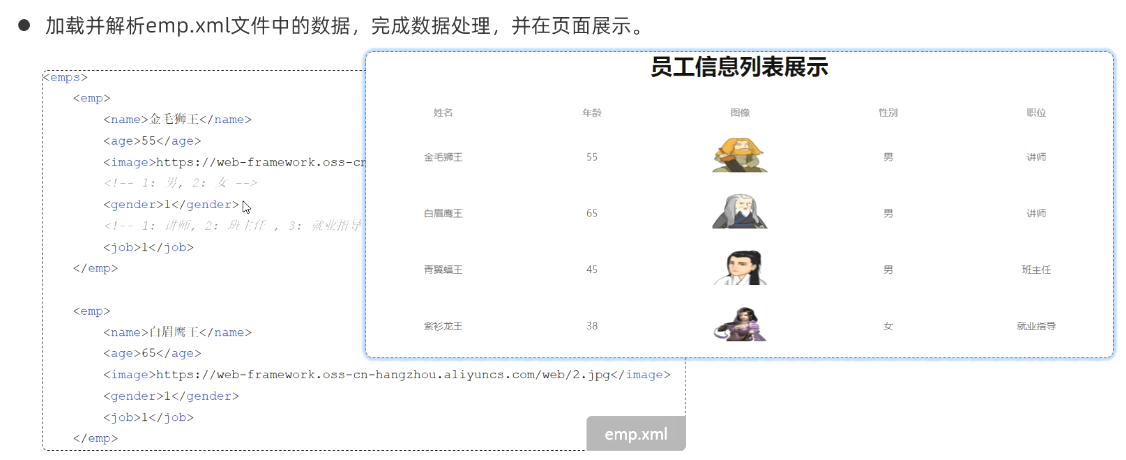 加载并解析emp.xml文件中的数据，完成数据处理，并在页面展示。
<emps>
<emp>
<name>金毛狮王</name>
<age>55</age>
<image>https://web-framework.oss-cn
<!-- 1: 男, 2: 女 -->
<gender>1</gender>
<!-- 1: 讲师, 2: 班主任 , 3: 就业指导
<job>1</job>
</emp>
<emp>
<name>白眉鹰王</name>
<age>65</age>
<image>https://web-framework.oss-cn-hangzhou.aliyuncs.com/web/2.jpg</image>
<gender>1</gender>
<job>1</job>
</emp>
emp.xml
员工信息列表展示
姓名 年龄 图像 性别 职位
金毛狮王 55 男 讲师
白眉鹰王 65 男 讲师
青翼蝠王 45 男 班主任
紫衫龙王 38 女 就业指导